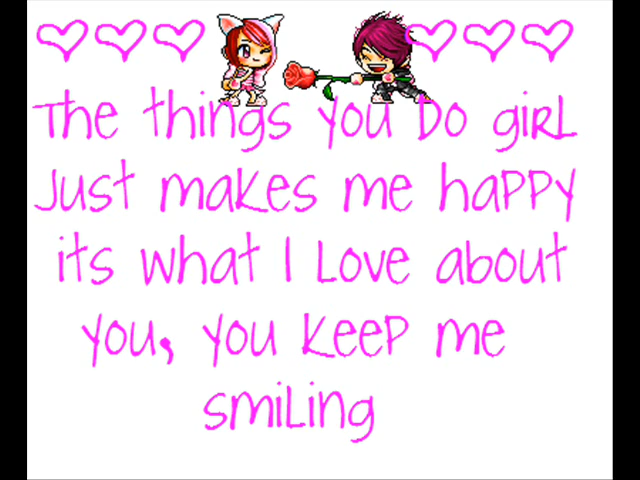 The things you do girl
Just makes me happy
its what I love about
you, you keep me
smiling